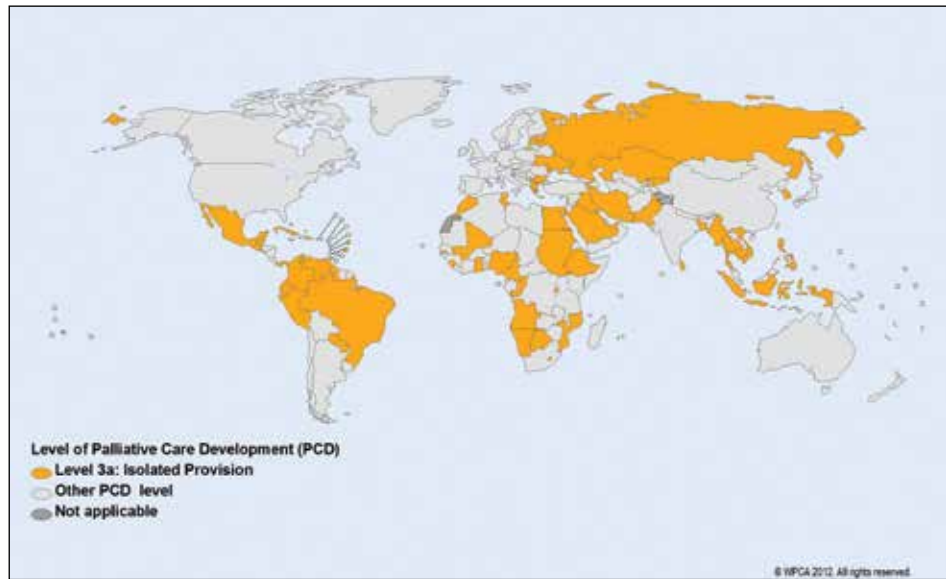 Level of Palliative Care Development (PCD)
Level 3a: Isolated Provision
Other PCD level
Not applicable
© WPCA 2012. All rights reserved.